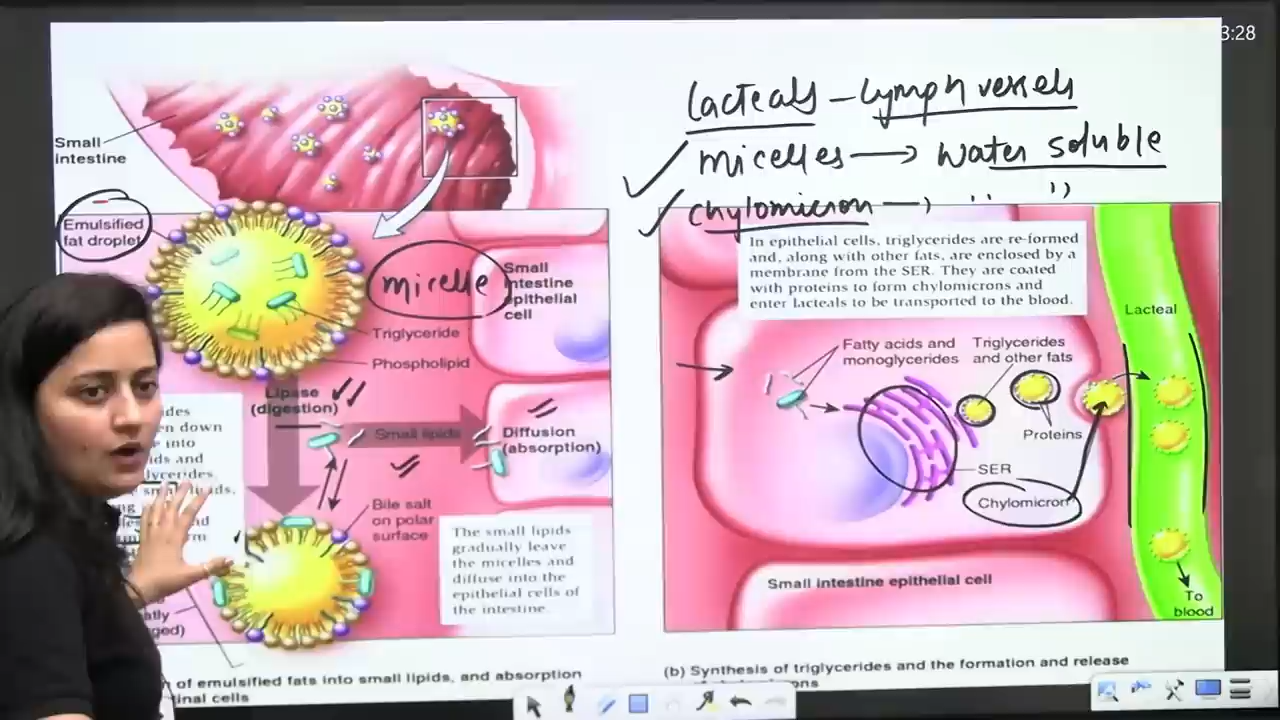 3:28
lacteals – Lymph vessels
micelles → Water soluble
chylomicron → ,, ,,
Small
intestine
Emulsified
fat droplet
micelle
Small
intestine
epithelial
cell
Triglyceride
Phospholipid
Lipase
(digestion)
Small lipids
Diffusion
(absorption)
Bile salt
on polar
surface
The small lipids
gradually leave
the micelles and
diffuse into the
epithelial cells of
the intestine.
of emulsified fats into small lipids, and absorption
In epithelial cells, triglycerides are re-formed
and, along with other fats, are enclosed by a
membrane from the SER. They are coated
with proteins to form chylomicrons and
enter lacteals to be transported to the blood.
Lacteal
Fatty acids and
monoglycerides
Triglycerides
and other fats
Proteins
SER
Chylomicron
Small intestine epithelial cell
To
blood
(b) Synthesis of triglycerides and the formation and release